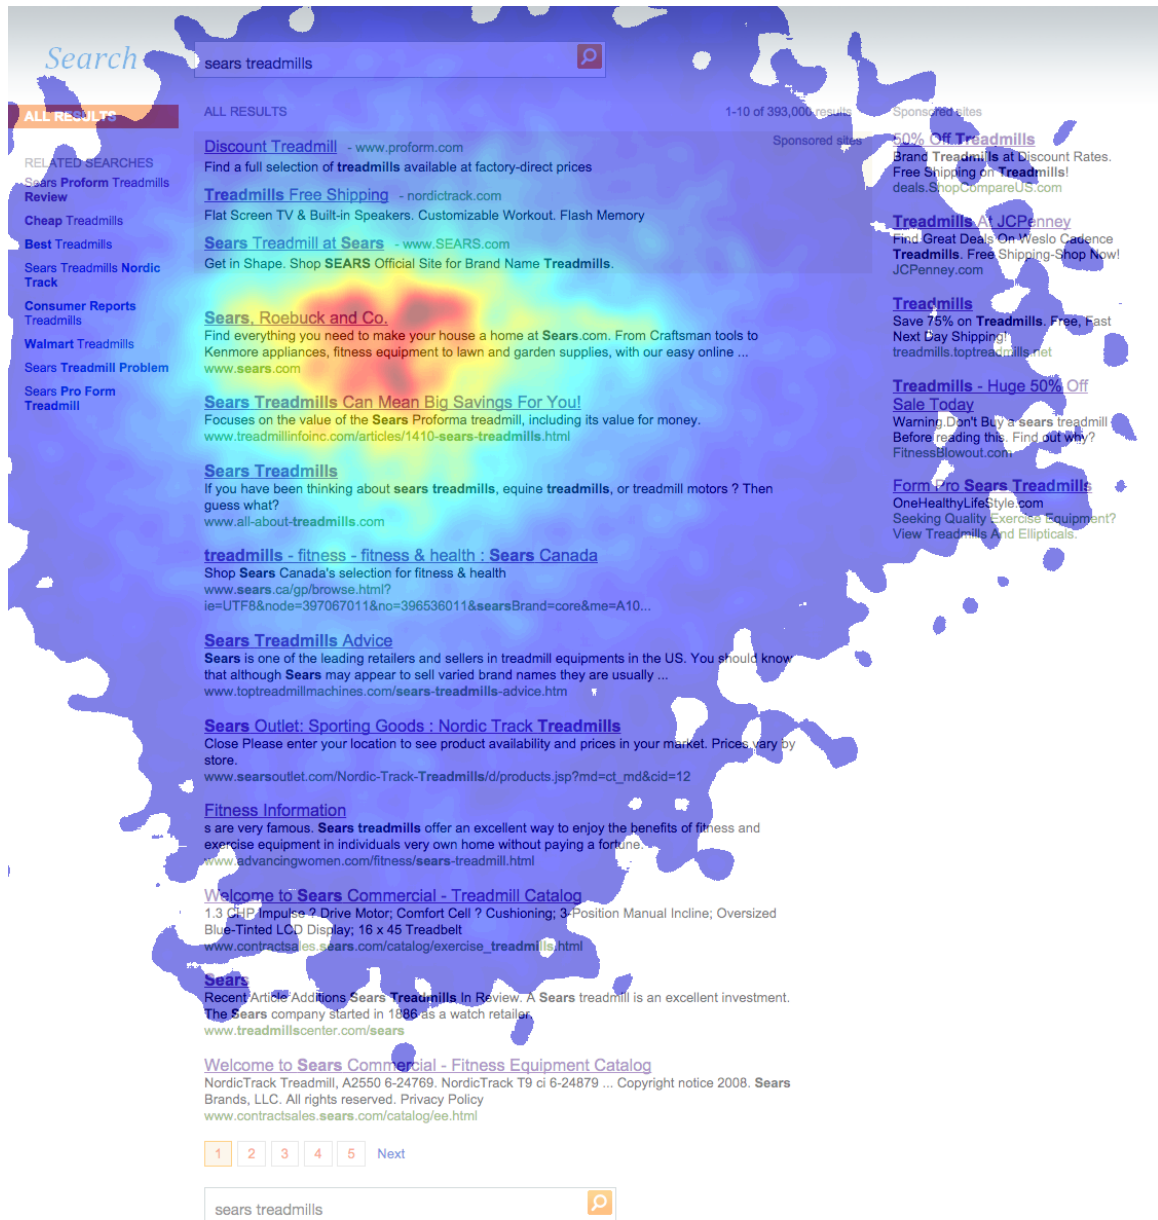 Search
sears treadmills
ALL RESULTS
RELATED SEARCHES
Sears Proform Treadmills
Review
Cheap Treadmills
Best Treadmills
Sears Treadmills Nordic
Track
Consumer Reports
Treadmills
Walmart Treadmills
Sears Treadmill Problem
Sears Pro Form
Treadmill
ALL RESULTS
1-10 of 393,000 results
Sponsored sites
Discount Treadmill - www.proform.com
Find a full selection of treadmills available at factory-direct prices
Treadmills Free Shipping - nordictrack.com
Flat Screen TV & Built-in Speakers. Customizable Workout. Flash Memory
Sears Treadmill at Sears - www.SEARS.com
Get in Shape. Shop SEARS Official Site for Brand Name Treadmills.
Sears, Roebuck and Co.
Find everything you need to make your house a home at Sears.com. From Craftsman tools to
Kenmore appliances, fitness equipment to lawn and garden supplies, with our easy online ...
www.sears.com
Sears Treadmills Can Mean Big Savings For You!
Focuses on the value of the Sears Proforma treadmill, including its value for money.
www.treadmillinfoinc.com/articles/1410-sears-treadmills.html
Sears Treadmills
If you have been thinking about sears treadmills, equine treadmills, or treadmill motors ? Then
guess what?
www.all-about-treadmills.com
treadmills - fitness - fitness & health : Sears Canada
Shop Sears Canada's selection for fitness & health
www.sears.ca/gp/browse.html?
ie=UTF8&node=397067011&no=396536011&searsBrand=core&me=A10...
Sears Treadmills Advice
Sears is one of the leading retailers and sellers in treadmill equipments in the US. You should know
that although Sears may appear to sell varied brand names they are usually ...
www.toptreadmillmachines.com/sears-treadmills-advice.htm
Sears Outlet: Sporting Goods : Nordic Track Treadmills
Close Please enter your location to see product availability and prices in your market. Prices vary by
store.
www.searsoutlet.com/Nordic-Track-Treadmills/d/products.jsp?md=ct_md&cid=12
Fitness Information
s are very famous. Sears treadmills offer an excellent way to enjoy the benefits of fitness and
exercise equipment in individuals very own home without paying a fortune.
www.advancingwomen.com/fitness/sears-treadmill.html
Welcome to Sears Commercial - Treadmill Catalog
1.3 CHP Impulse ? Drive Motor; Comfort Cell ? Cushioning; 3-Position Manual Incline; Oversized
Blue-Tinted LCD Display; 16 x 45 Treadbelt
www.contractsales.sears.com/catalog/exercise_treadmills.html
Sears
Recent Article Additions Sears Treadmills In Review. A Sears treadmill is an excellent investment.
The Sears company started in 1886 as a watch retailer.
www.treadmillscenter.com/sears
Welcome to Sears Commercial - Fitness Equipment Catalog
NordicTrack Treadmill, A2550 6-24769. NordicTrack T9 ci 6-24879 ... Copyright notice 2008. Sears
Brands, LLC. All rights reserved. Privacy Policy
www.contractsales.sears.com/catalog/ee.html
1 2 3 4 5 Next
sears treadmills
Sponsored sites
50% Off Treadmills
Brand Treadmills at Discount Rates.
Free Shipping on Treadmills!
deals.ShopCompareUS.com
Treadmills At JCPenney
Find Great Deals On Weslo Cadence
Treadmills. Free Shipping-Shop Now!
JCPenney.com
Treadmills
Save 75% on Treadmills. Free, Fast
Next Day Shipping!
treadmills.toptreadmills.net
Treadmills - Huge 50% Off
Sale Today
Warning.Don't Buy a sears treadmill
Before reading this. Find out why?
FitnessBlowout.com
Form Pro Sears Treadmills
OneHealthyLifeStyle.com
Seeking Quality Exercise Equipment?
View Treadmills And Ellipticals.